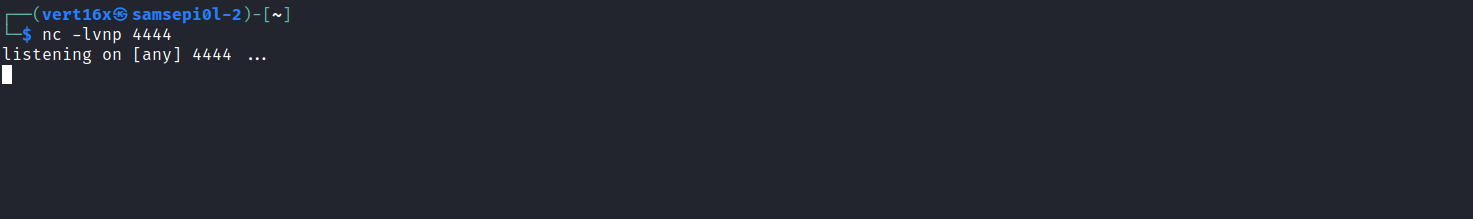 ┌──(vert16x㉿samsepi0l-2)-[~]
└─$ nc -lvnp 4444
listening on [any] 4444 ...